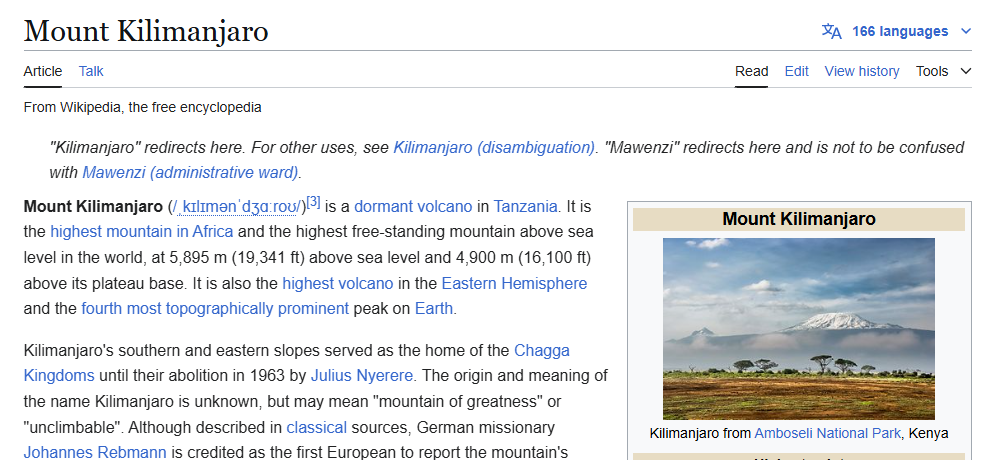 Mount Kilimanjaro
166 languages
Article Talk
Read Edit View history Tools
From Wikipedia, the free encyclopedia
"Kilimanjaro" redirects here. For other uses, see Kilimanjaro (disambiguation). "Mawenzi" redirects here and is not to be confused
with Mawenzi (administrative ward).
Mount Kilimanjaro (/ˌkɪlɪmənˈdʒɑːroʊ/)[3] is a dormant volcano in Tanzania. It is
the highest mountain in Africa and the highest free-standing mountain above sea
level in the world, at 5,895 m (19,341 ft) above sea level and 4,900 m (16,100 ft)
above its plateau base. It is also the highest volcano in the Eastern Hemisphere
and the fourth most topographically prominent peak on Earth.
Kilimanjaro's southern and eastern slopes served as the home of the Chagga
Kingdoms until their abolition in 1963 by Julius Nyerere. The origin and meaning of
the name Kilimanjaro is unknown, but may mean "mountain of greatness" or
"unclimbable". Although described in classical sources, German missionary
Johannes Rebmann is credited as the first European to report the mountain's
Mount Kilimanjaro
Kilimanjaro from Amboseli National Park, Kenya